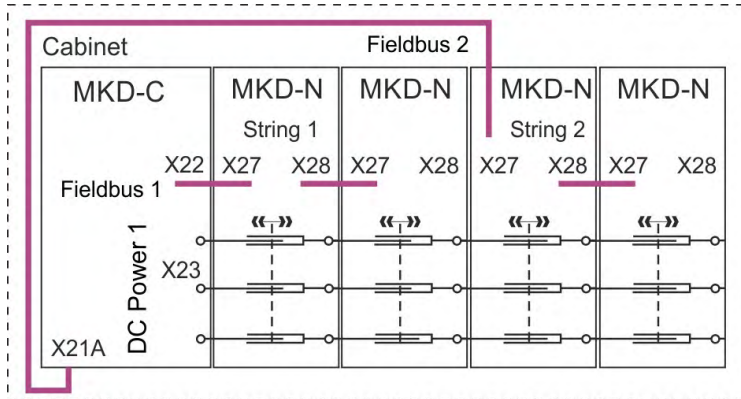 Cabinet
Fieldbus 2
MKD-C
MKD-N
MKD-N
MKD-N
MKD-N
String 1
String 2
X22
X27
X28
X27
X28
X27
X28
X27
X28
Fieldbus 1
DC Power 1
X23
X21A